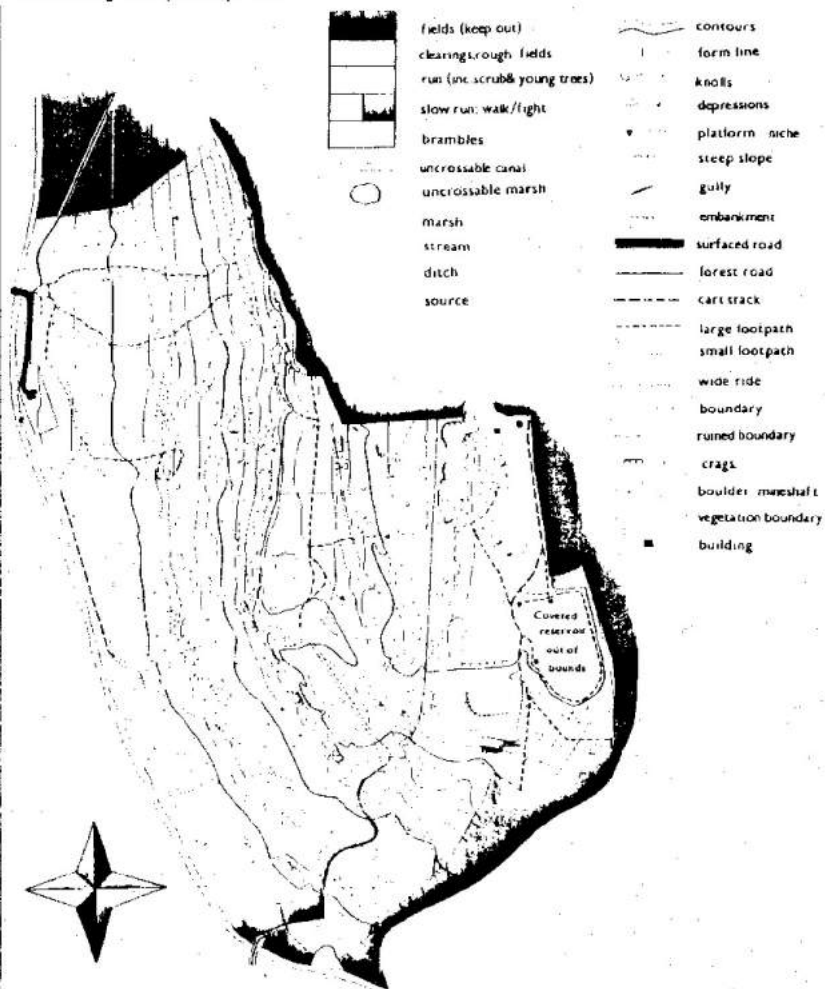 fields (keep out)
clearings, rough fields
run (inc. scrub & young trees)
slow run: walk/fight
brambles
uncrossable canal
uncrossable marsh
marsh
stream
ditch
source
contours
form line
knolls
depressions
platform niche
steep slope
gully
embankment
surfaced road
forest road
cart track
large footpath
small footpath
wide ride
boundary
ruined boundary
crags
boulder mineshaft
vegetation boundary
building
Covered
reservoir
out of
bounds